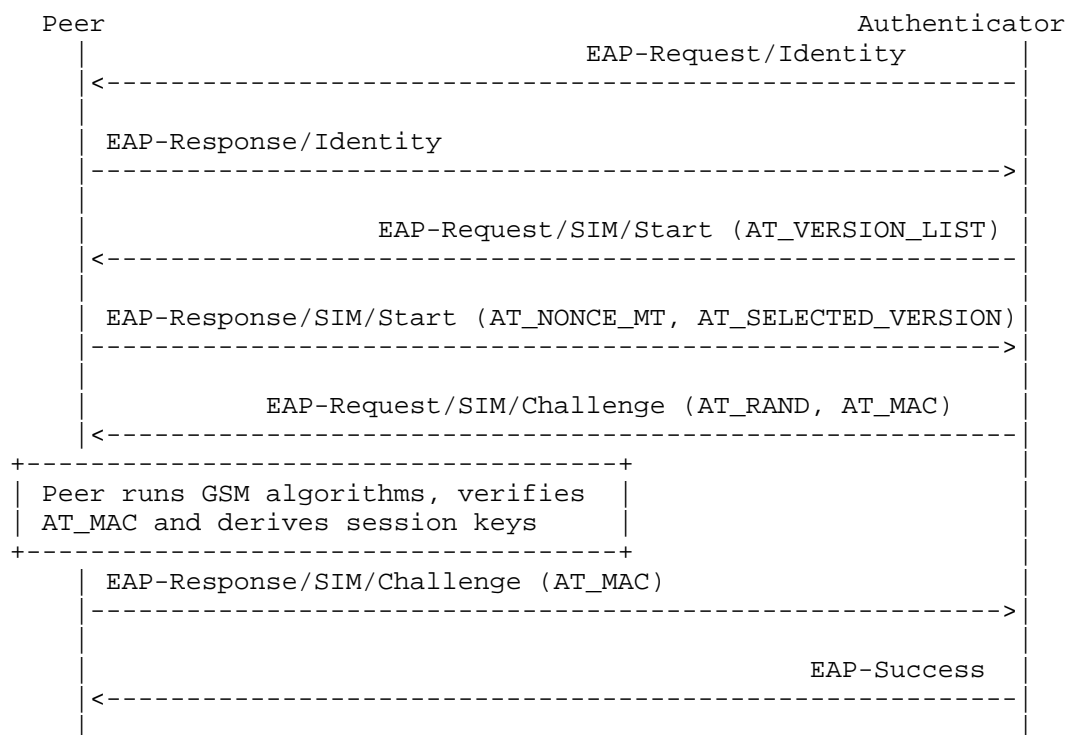 Peer Authenticator
EAP-Request/Identity
EAP-Response/Identity
EAP-Request/SIM/Start (AT_VERSION_LIST)
EAP-Response/SIM/Start (AT_NONCE_MT, AT_SELECTED_VERSION)
EAP-Request/SIM/Challenge (AT_RAND, AT_MAC)
Peer runs GSM algorithms, verifies
AT_MAC and derives session keys
EAP-Response/SIM/Challenge (AT_MAC)
EAP-Success